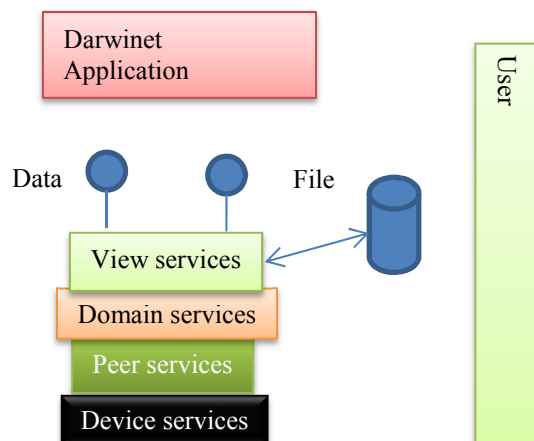 Darwinet
Application
User
Data
File
View services
Domain services
Peer services
Device services